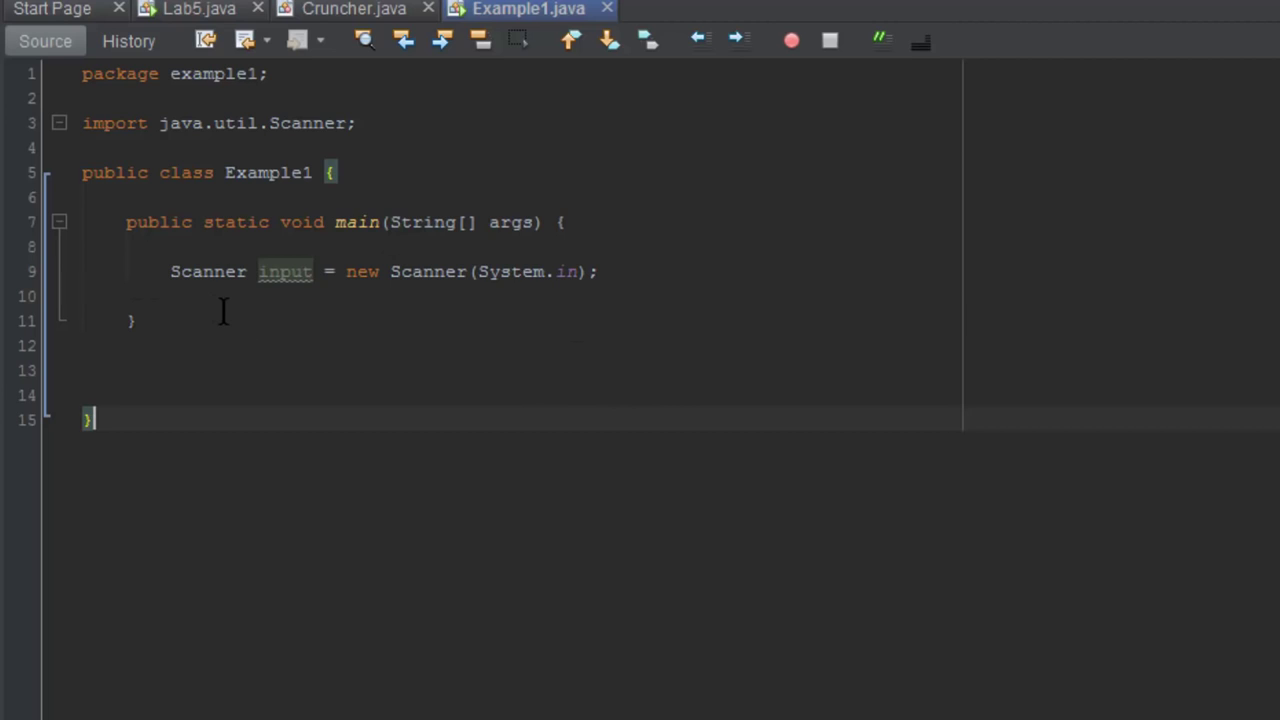 Start Page Lab5.java Cruncher.java Example1.java
Source History
1 package example1;
2
3 import java.util.Scanner;
4
5 public class Example1 {
6
7 public static void main(String[] args) {
8
9 Scanner input = new Scanner(System.in);
10
11 }
12
13
14
15 }